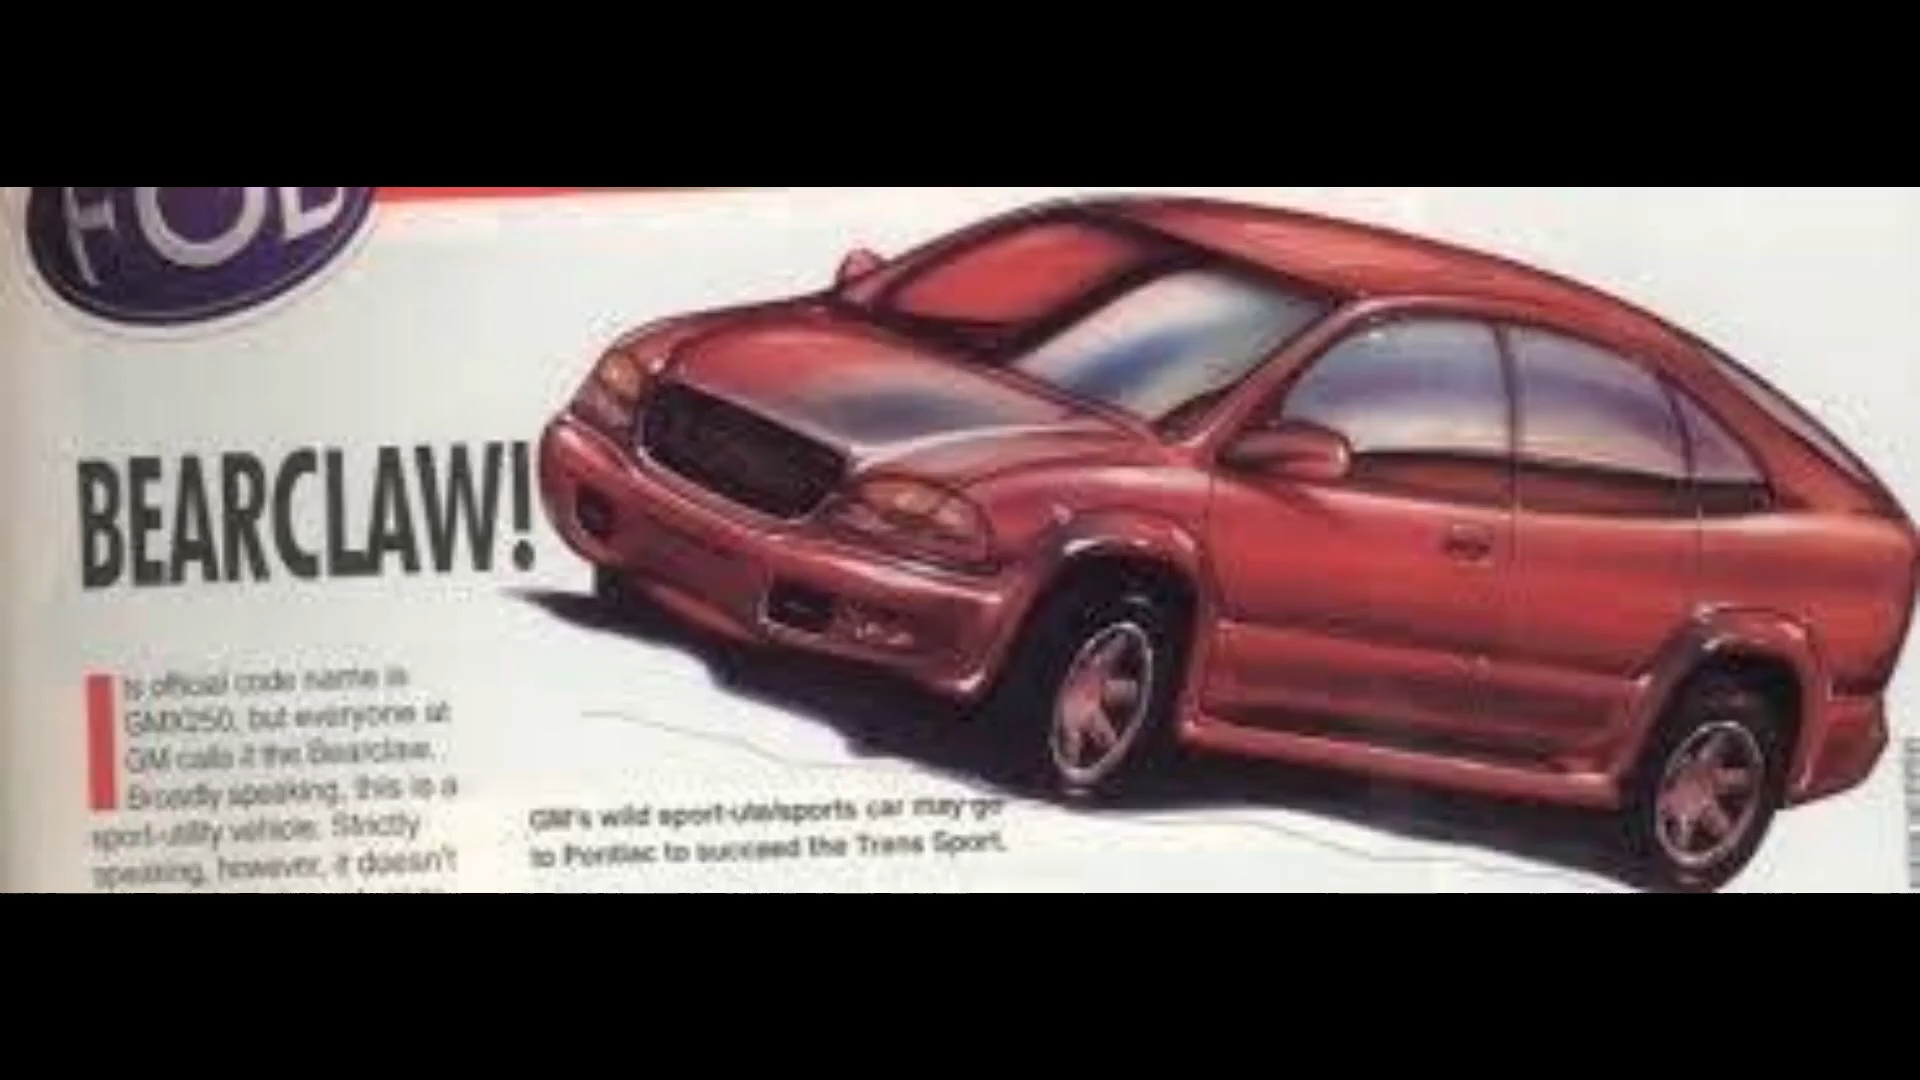 FOB
BEARCLAW!
Its official code name is
GMX250, but everyone at
GM calls it the Bearclaw.
Broadly speaking, this is a
sport-utility vehicle. Strictly
speaking, however, it doesn't
GM's wild sport-ute/sports car may go
to Pontiac to succeed the Trans Sport.